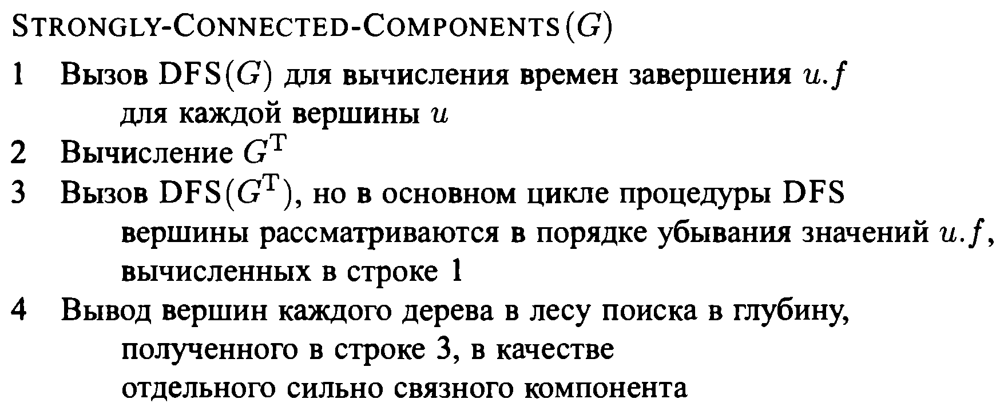 STRONGLY-CONNECTED-COMPONENTS(G)
1 Вызов DFS(G) для вычисления времен завершения u.f
для каждой вершины u
2 Вычисление G^T
3 Вызов DFS(G^T), но в основном цикле процедуры DFS
вершины рассматриваются в порядке убывания значений u.f,
вычисленных в строке 1
4 Вывод вершин каждого дерева в лесу поиска в глубину,
полученного в строке 3, в качестве
отдельного сильно связного компонента